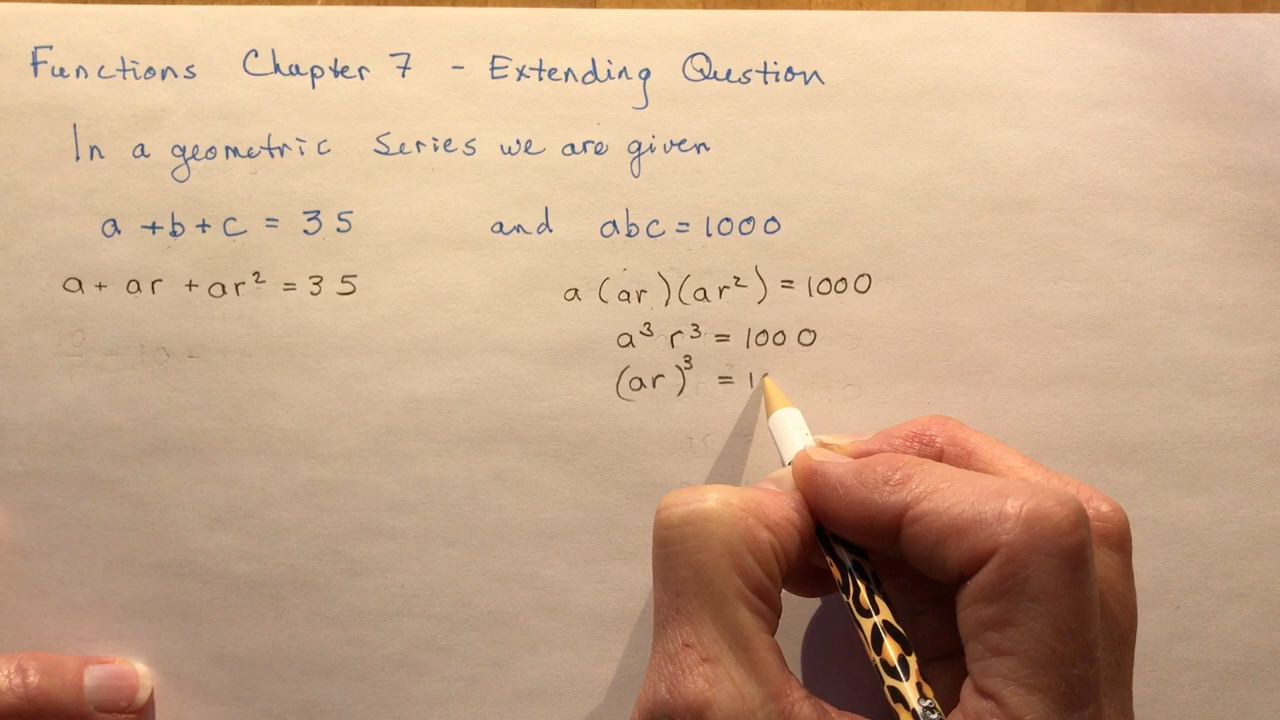 Functions Chapter 7 - Extending Question
In a geometric series we are given
a + b + c = 35 and abc = 1000
a + ar + ar² = 35 a (ar)(ar²) = 1000
a³ r³ = 1000
(ar)³ = 1